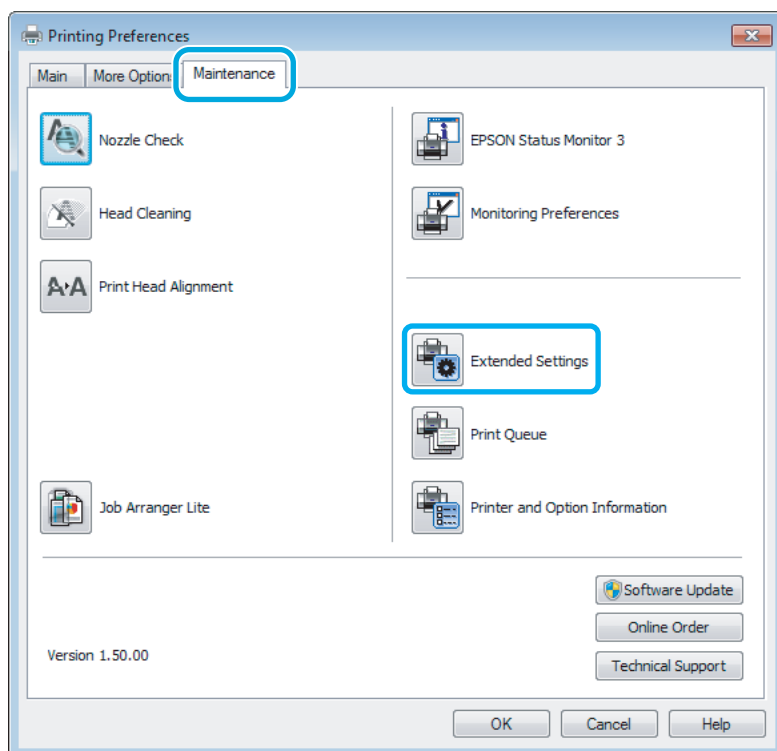 Printing Preferences
Main
More Option
Maintenance
Nozzle Check
Head Cleaning
A▸A
Print Head Alignment
Job Arranger Lite
EPSON Status Monitor 3
Monitoring Preferences
Extended Settings
Print Queue
Printer and Option Information
Software Update
Online Order
Technical Support
Version 1.50.00
OK
Cancel
Help